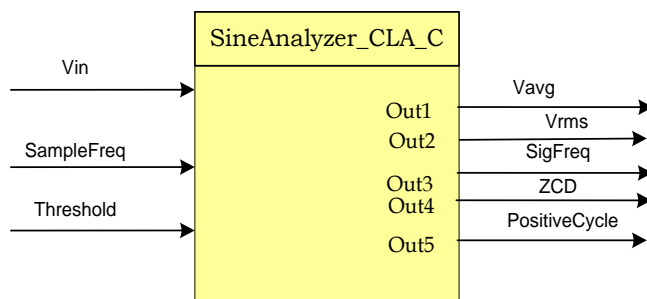 SineAnalyzer_CLA_C
Vin
SampleFreq
Threshold
Out1
Out2
Out3
Out4
Out5
Vavg
Vrms
SigFreq
ZCD
PositiveCycle